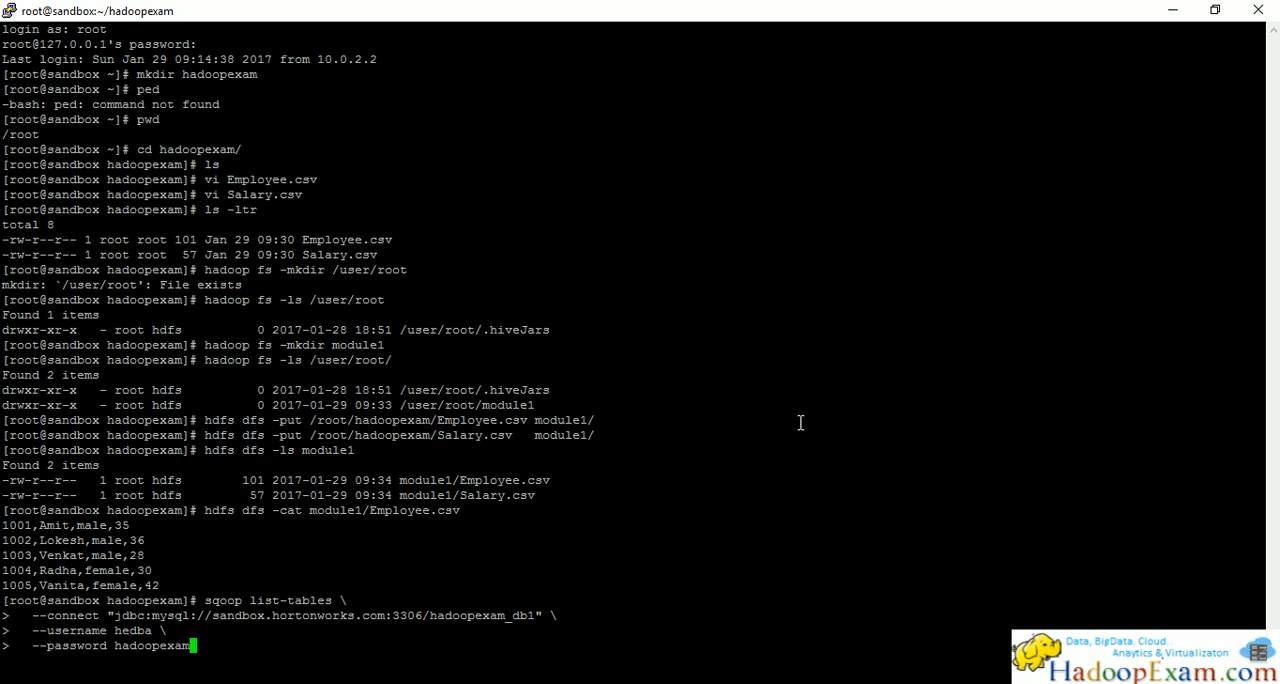 root@sandbox:~/hadoopexam
login as: root
root@127.0.0.1's password:
Last login: Sun Jan 29 09:14:38 2017 from 10.0.2.2
[root@sandbox ~]# mkdir hadoopexam
[root@sandbox ~]# ped
-bash: ped: command not found
[root@sandbox ~]# pwd
/root
[root@sandbox ~]# cd hadoopexam/
[root@sandbox hadoopexam]# ls
[root@sandbox hadoopexam]# vi Employee.csv
[root@sandbox hadoopexam]# vi Salary.csv
[root@sandbox hadoopexam]# ls -ltr
total 8
-rw-r--r-- 1 root root 101 Jan 29 09:30 Employee.csv
-rw-r--r-- 1 root root  57 Jan 29 09:30 Salary.csv
[root@sandbox hadoopexam]# hadoop fs -mkdir /user/root
mkdir: `/user/root': File exists
[root@sandbox hadoopexam]# hadoop fs -ls /user/root
Found 1 items
drwxr-xr-x   - root hdfs          0 2017-01-28 18:51 /user/root/.hiveJars
[root@sandbox hadoopexam]# hadoop fs -mkdir module1
[root@sandbox hadoopexam]# hadoop fs -ls /user/root/
Found 2 items
drwxr-xr-x   - root hdfs          0 2017-01-28 18:51 /user/root/.hiveJars
drwxr-xr-x   - root hdfs          0 2017-01-29 09:33 /user/root/module1
[root@sandbox hadoopexam]# hdfs dfs -put /root/hadoopexam/Employee.csv module1/
[root@sandbox hadoopexam]# hdfs dfs -put /root/hadoopexam/Salary.csv   module1/
[root@sandbox hadoopexam]# hdfs dfs -ls module1
Found 2 items
-rw-r--r--   1 root hdfs        101 2017-01-29 09:34 module1/Employee.csv
-rw-r--r--   1 root hdfs         57 2017-01-29 09:34 module1/Salary.csv
[root@sandbox hadoopexam]# hdfs dfs -cat module1/Employee.csv
1001,Amit,male,35
1002,Lokesh,male,36
1003,Venkat,male,28
1004,Radha,female,30
1005,Vanita,female,42
[root@sandbox hadoopexam]# sqoop list-tables \
>   --connect "jdbc:mysql://sandbox.hortonworks.com:3306/hadoopexam_db1" \
>   --username hedba \
>   --password hadoopexam
Data, BigData. Cloud.
Anaytics & Virtualizaton
HadoopExam.com